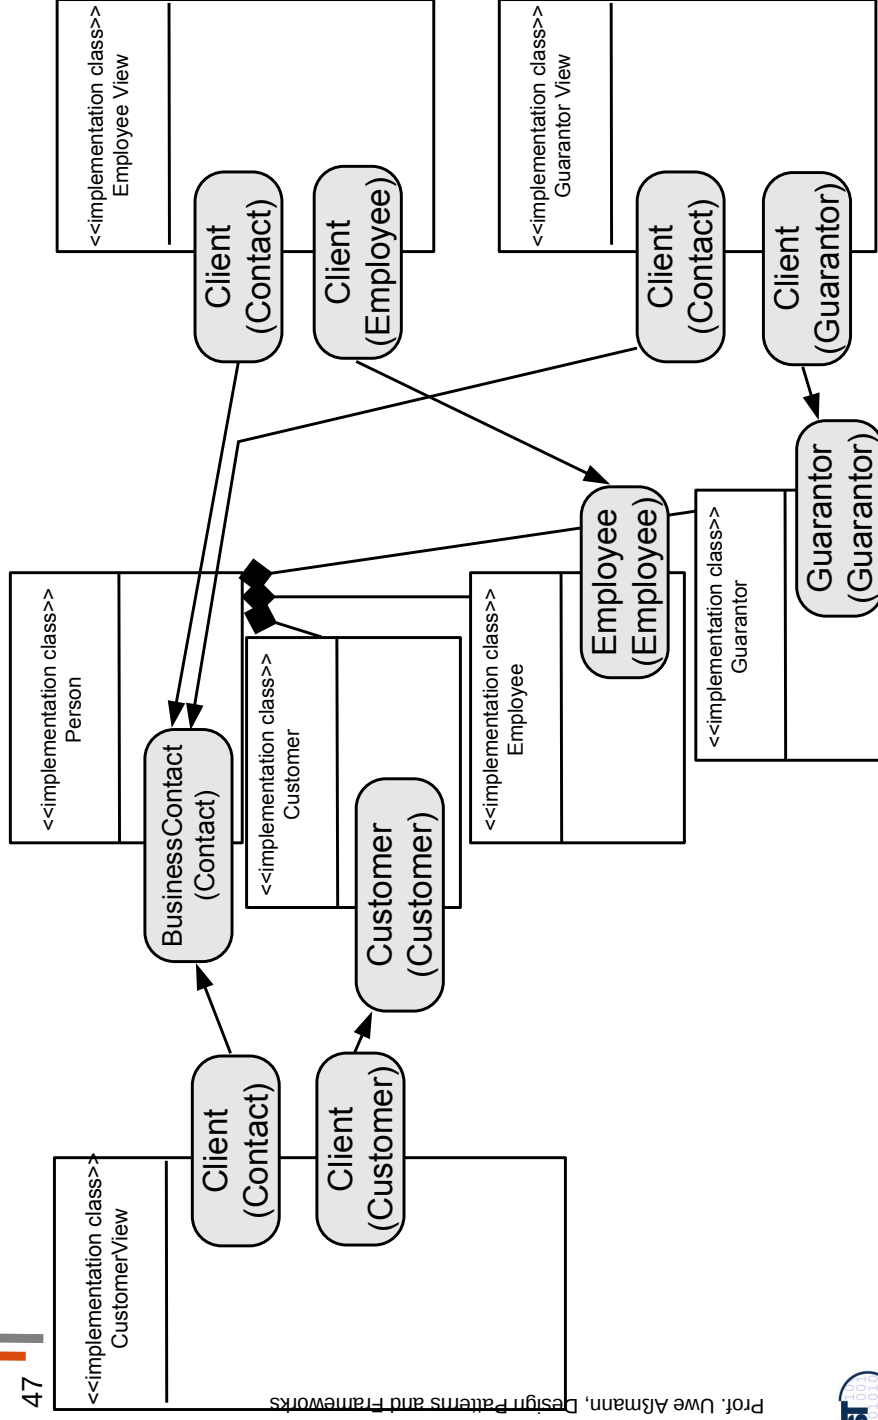 47
<<implementation class>>
CustomerView
Client
(Contact)
Client
(Customer)
<<implementation class>>
Person
BusinessContact
(Contact)
<<implementation class>>
Customer
Customer
(Customer)
<<implementation class>>
Employee
Employee
(Employee)
<<implementation class>>
Guarantor
Guarantor
(Guarantor)
<<implementation class>>
Employee View
Client
(Contact)
Client
(Employee)
<<implementation class>>
Guarantor View
Client
(Contact)
Client
(Guarantor)
Prof. Uwe Aßmann, Design Patterns and Frameworks